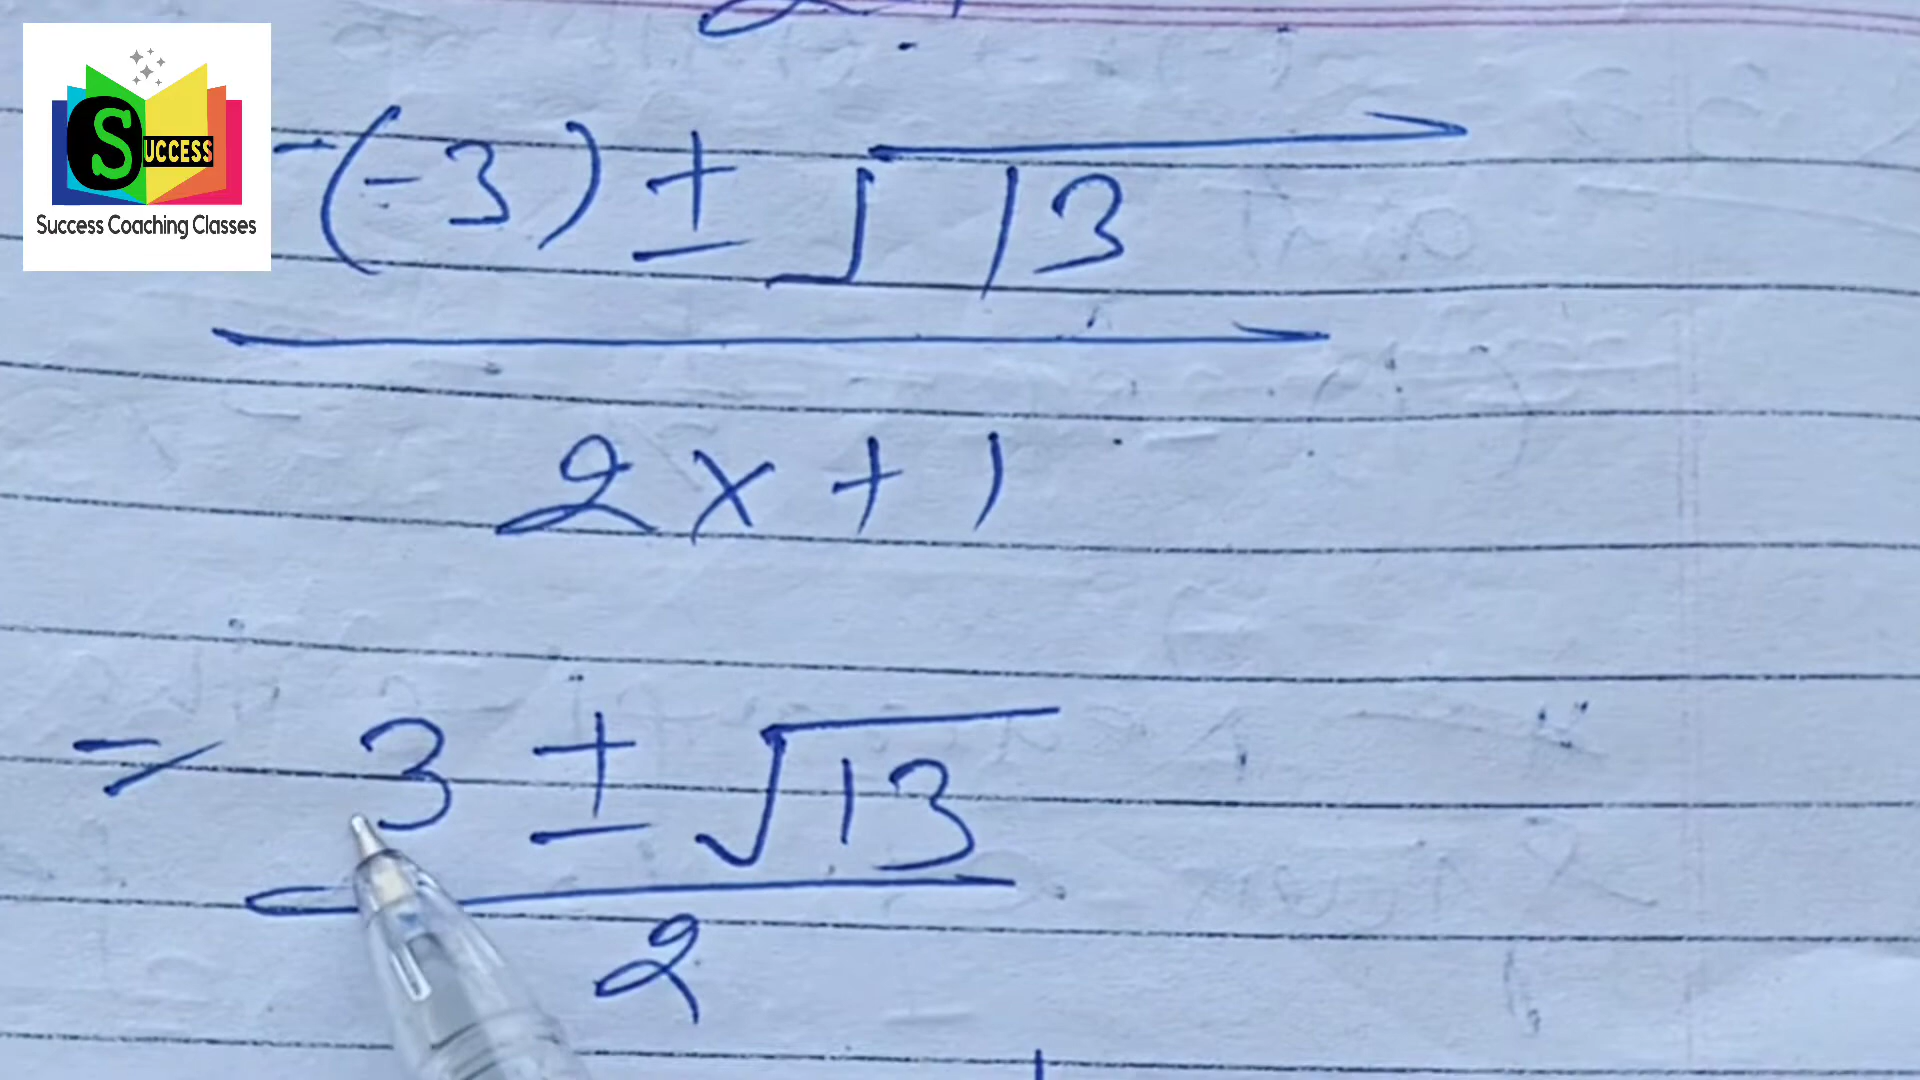 SUCCESS
Success Coaching Classes
-(-3) ± √13
2 x + 1
= 3 ± √13
2